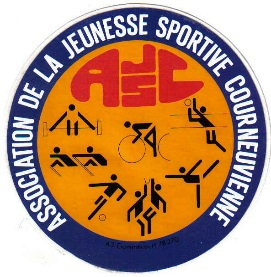 ASSOCIATION DE LA JEUNESSE SPORTIVE COURNEUVIENNE
AJSC